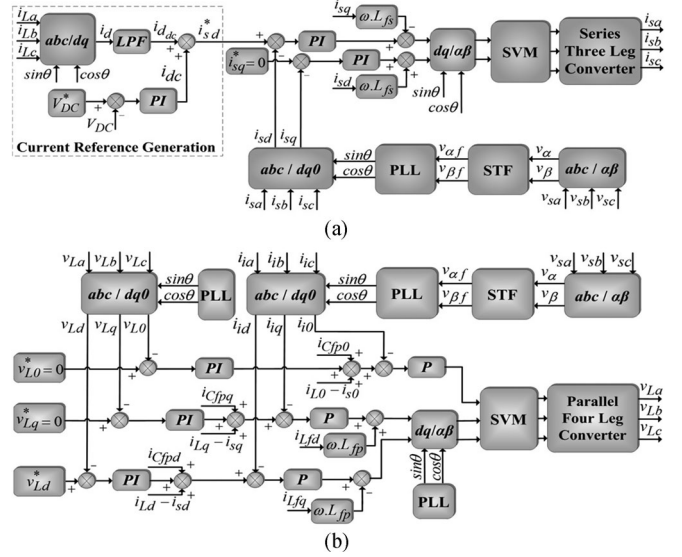 i_La
i_Lb
i_Lc
abc/dq
i_d
LPF
i_d_dc
i*_sd
sinθ
cosθ
i_dc
V*_DC
PI
V_DC
Current Reference Generation
i*_sq=0
i_sq
ω.L_fs
PI
PI
i_sd
ω.L_fs
dq/αβ
sinθ
cosθ
SVM
Series
Three Leg
Converter
i_sa
i_sb
i_sc
i_sd
i_sq
abc / dq0
i_sa
i_sb
i_sc
sinθ
cosθ
PLL
v_αf
v_βf
STF
v_α
v_β
abc / αβ
v_sa
v_sb
v_sc
(a)
v_La
v_Lb
v_Lc
abc / dq0
sinθ
cosθ
PLL
v_Ld
v_Lq
v_L0
i_ia
i_ib
i_ic
abc / dq0
i_id
i_iq
i_i0
sinθ
cosθ
PLL
v_αf
v_βf
STF
v_α
v_β
v_sa
v_sb
v_sc
abc / αβ
v*_L0 = 0
PI
i_Cfp0
i_L0 – i_s0
P
v*_Lq = 0
PI
i_Cfpq
i_Lq – i_sq
P
i_Lfd
ω.L_fp
v*_Ld
PI
i_Cfpd
i_Ld – i_sd
P
i_Lfq
ω.L_fp
dq/αβ
sinθ
cosθ
PLL
SVM
Parallel
Four Leg
Converter
v_La
v_Lb
v_Lc
(b)